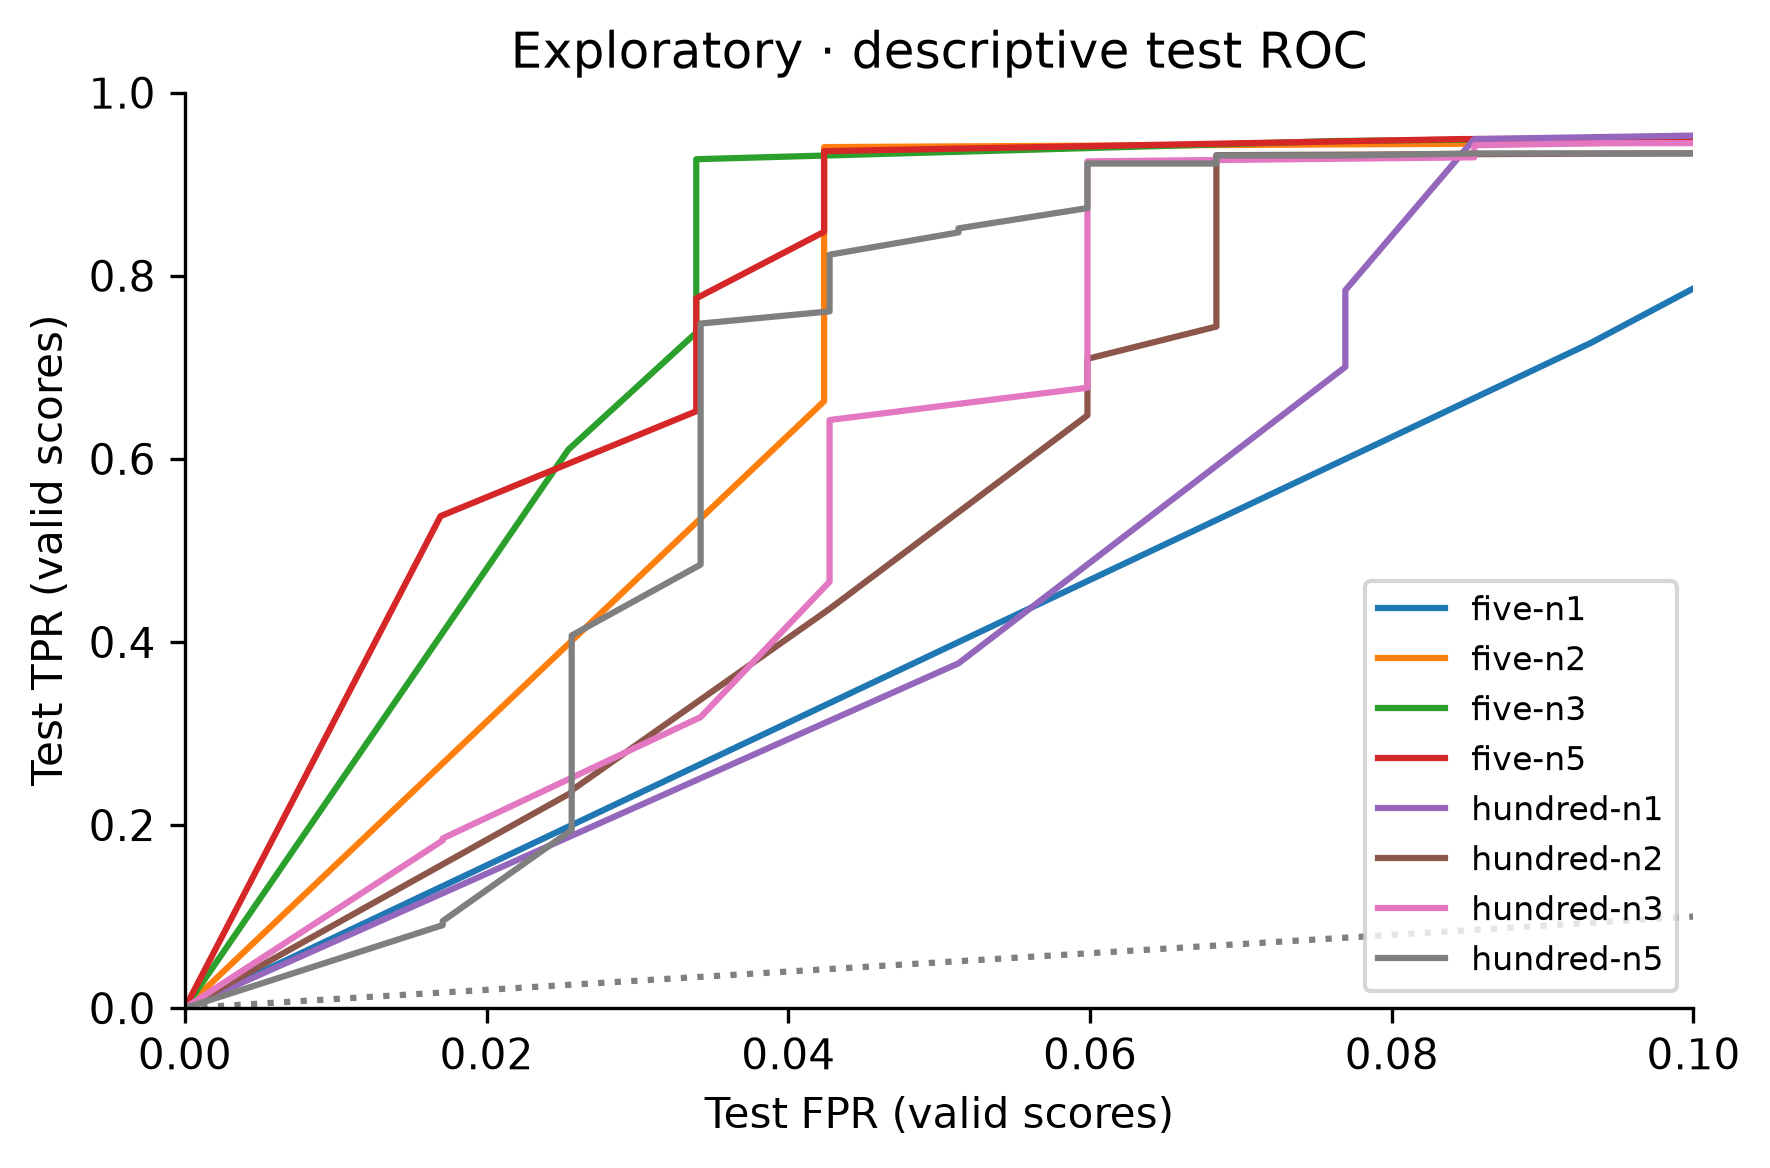 Exploratory · descriptive test ROC
1.0
0.8
0.6
0.4
0.2
0.0
Test TPR (valid scores)
five-n1
five-n2
five-n3
five-n5
hundred-n1
hundred-n2
hundred-n3
hundred-n5
0.00 0.02 0.04 0.06 0.08 0.10
Test FPR (valid scores)